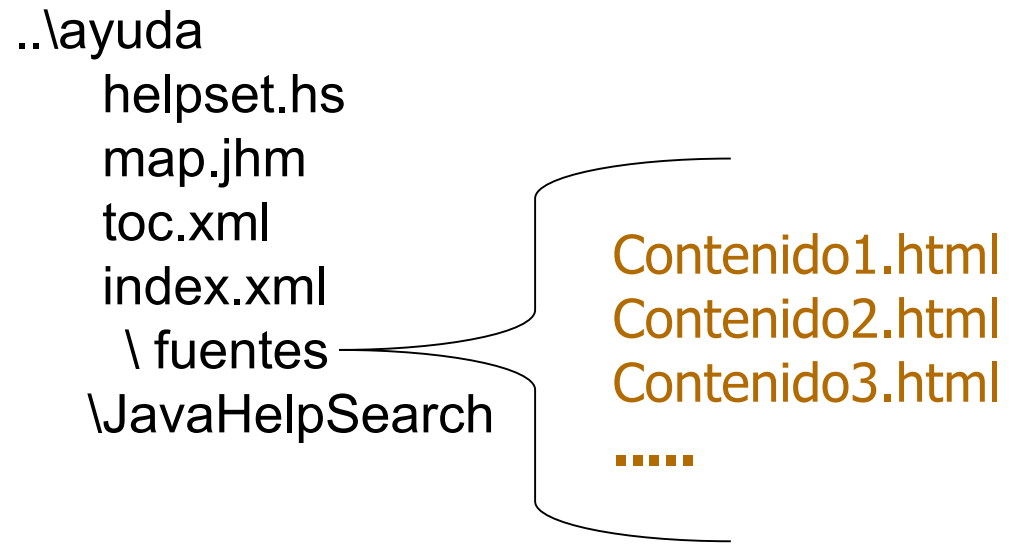 ..\ayuda
helpset.hs
map.jhm
toc.xml
index.xml
\ fuentes
\JavaHelpSearch
Contenido1.html
Contenido2.html
Contenido3.html
.....